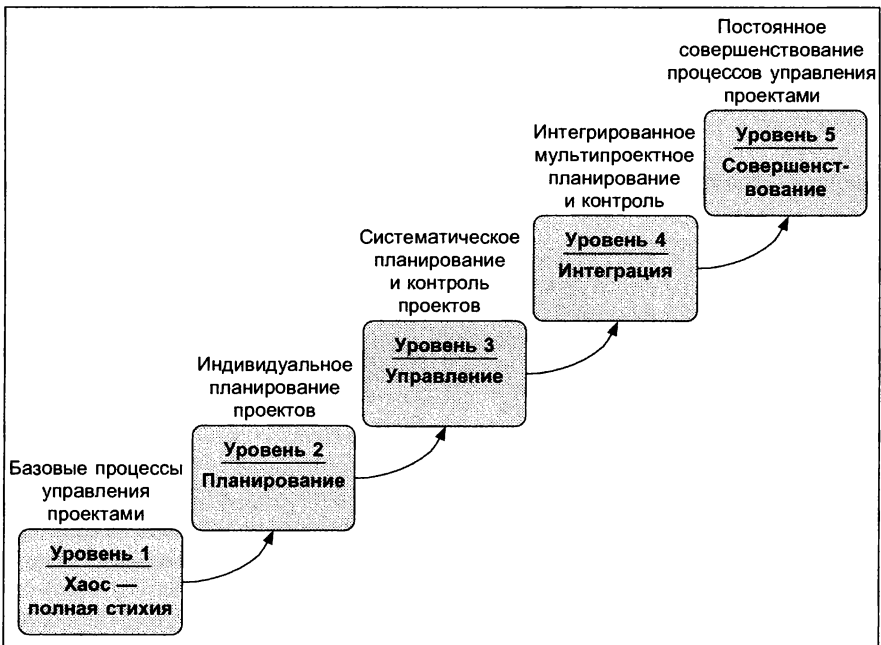 Постоянное
совершенствование
процессов управления
проектами
Уровень 5
Совершенст-
вование
Интегрированное
мультипроектное
планирование
и контроль
Уровень 4
Интеграция
Систематическое
планирование
и контроль
проектов
Уровень 3
Управление
Индивидуальное
планирование
проектов
Уровень 2
Планирование
Базовые процессы
управления
проектами
Уровень 1
Хаос —
полная стихия